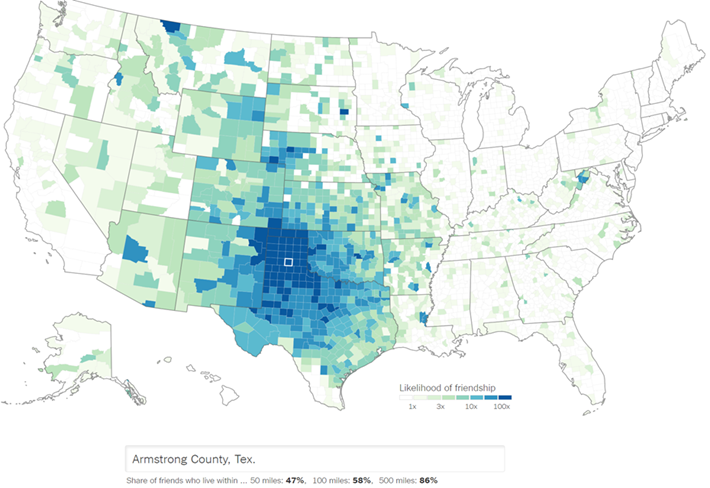 Likelihood of friendship
1x 3x 10x 100x
Armstrong County, Tex.
Share of friends who live within ... 50 miles: 47%, 100 miles: 58%, 500 miles: 86%